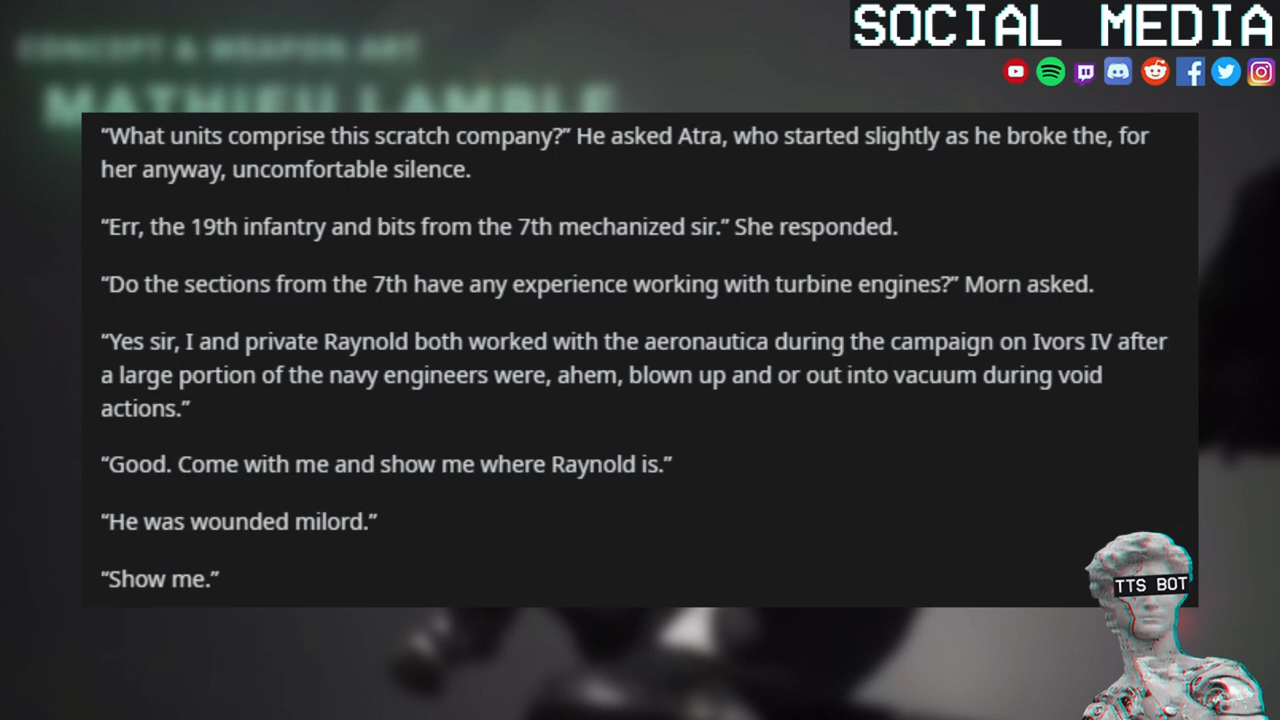 SOCIAL MEDIA
CONCEPT & WEAPON ART
MATHIEU LAMBLE
“What units comprise this scratch company?” He asked Atra, who started slightly as he broke the, for
her anyway, uncomfortable silence.
“Err, the 19th infantry and bits from the 7th mechanized sir.” She responded.
“Do the sections from the 7th have any experience working with turbine engines?” Morn asked.
“Yes sir, I and private Raynold both worked with the aeronautica during the campaign on Ivors IV after
a large portion of the navy engineers were, ahem, blown up and or out into vacuum during void
actions.”
“Good. Come with me and show me where Raynold is.”
“He was wounded milord.”
“Show me.”
TTS BOT